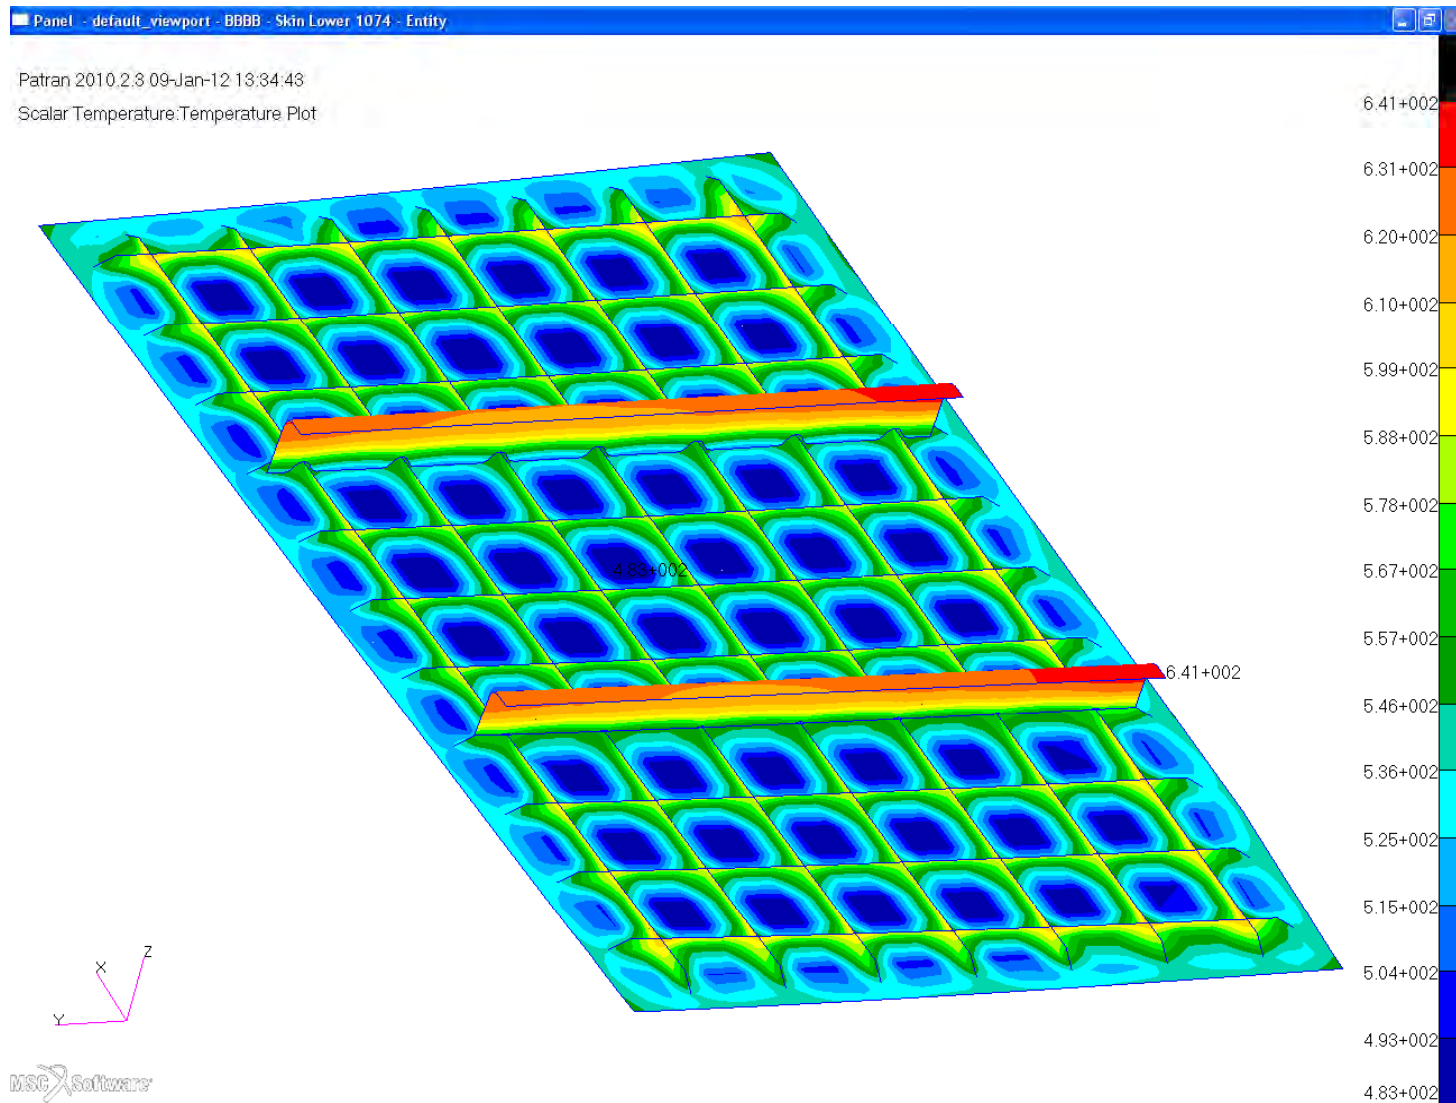 Panel - default_viewport - BBBB - Skin Lower 1074 - Entity
Patran 2010.2.3 09-Jan-12 13:34:43
Scalar Temperature:Temperature Plot
6.41+002
6.31+002
6.20+002
6.10+002
5.99+002
5.88+002
5.78+002
5.67+002
5.57+002
5.46+002
5.36+002
5.25+002
5.15+002
5.04+002
4.93+002
4.83+002
4.83+002
6.41+002
X
Z
Y
MSC Software